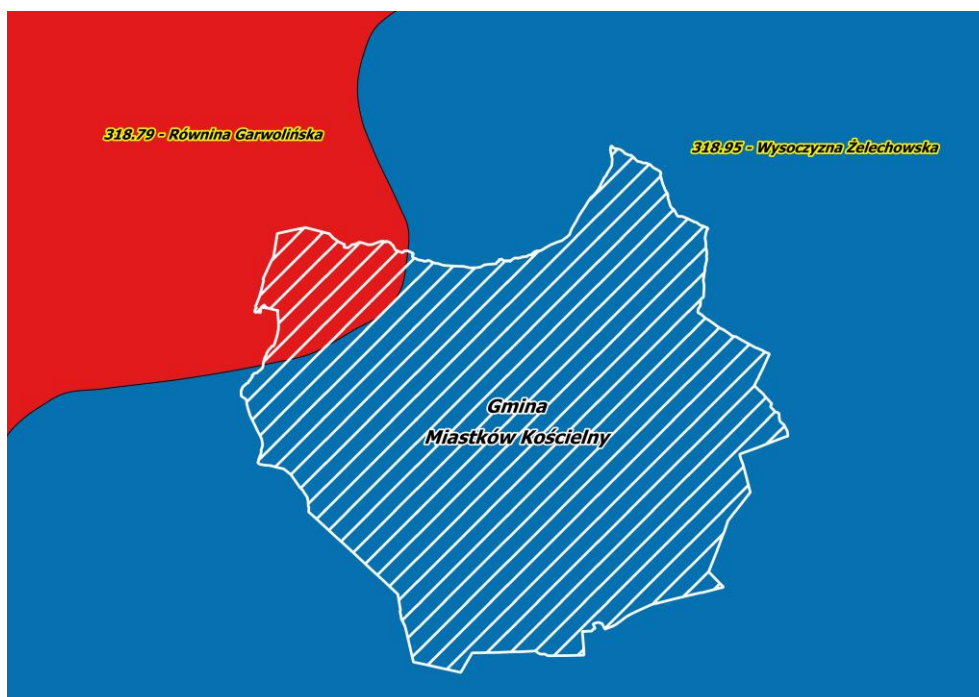 318.79 - Równina Garwolińska
318.95 - Wysoczyzna Żelechowska
Gmina
Miastków Kościelny